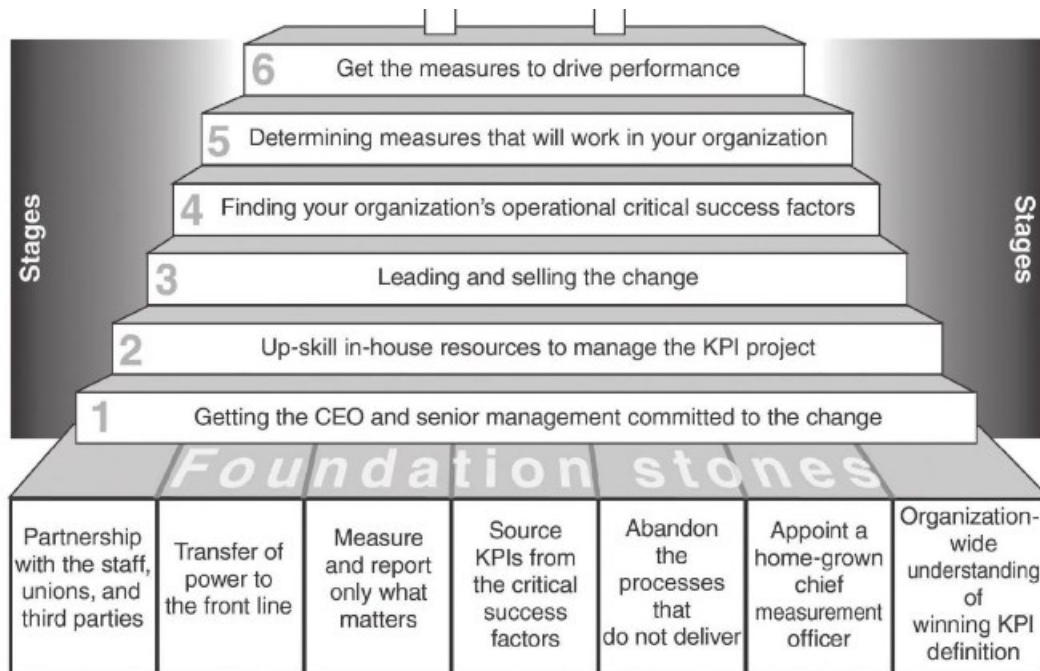 6 Get the measures to drive performance
5 Determining measures that will work in your organization
4 Finding your organization's operational critical success factors
3 Leading and selling the change
2 Up-skill in-house resources to manage the KPI project
1 Getting the CEO and senior management committed to the change
Stages
Stages
Foundation stones
Partnership
with the staff,
unions, and
third parties
Transfer of
power to
the front line
Measure
and report
only what
matters
Source
KPIs from
the critical
success
factors
Abandon
the
processes
that
do not deliver
Appoint a
home-grown
chief
measurement
officer
Organization-
wide
understanding
of
winning KPI
definition